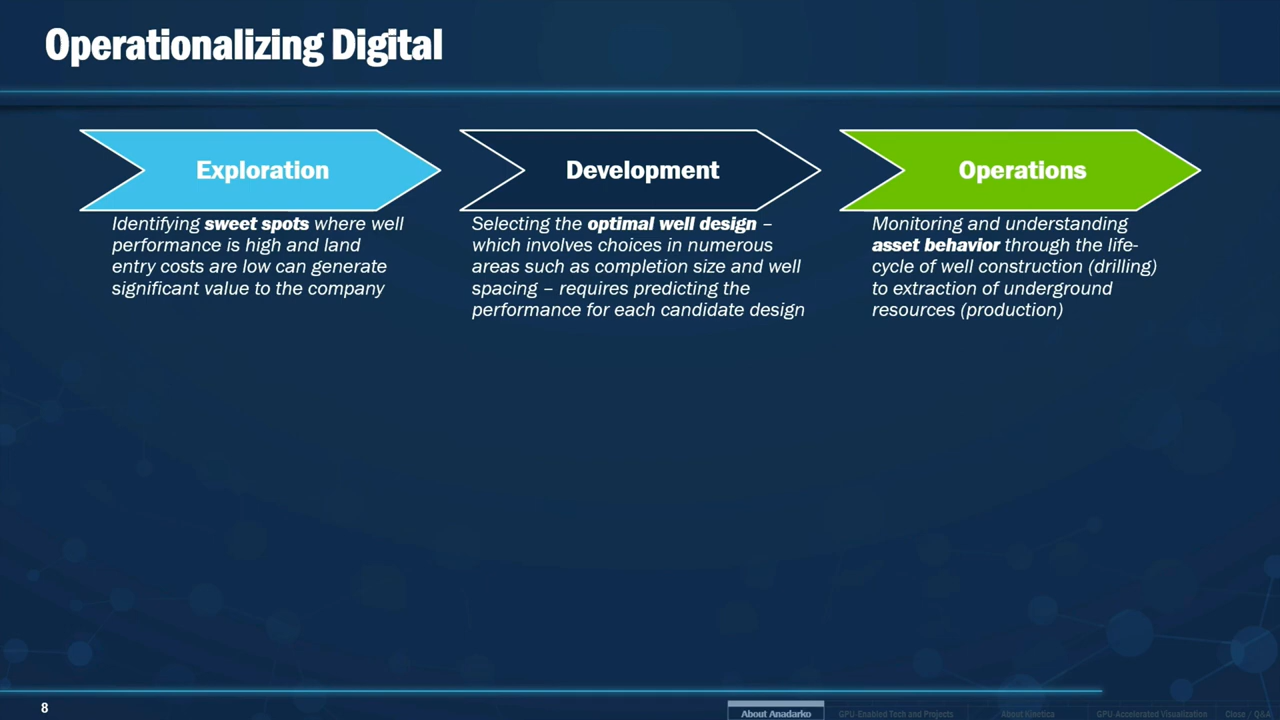 Operationalizing Digital
Exploration
Identifying sweet spots where well
performance is high and land
entry costs are low can generate
significant value to the company
Development
Selecting the optimal well design –
which involves choices in numerous
areas such as completion size and well
spacing – requires predicting the
performance for each candidate design
Operations
Monitoring and understanding
asset behavior through the life-
cycle of well construction (drilling)
to extraction of underground
resources (production)
8
About Anadarko
GPU-Enabled Tech and Projects
About Kinetica
GPU Accelerated Visualization
Close / Q&A